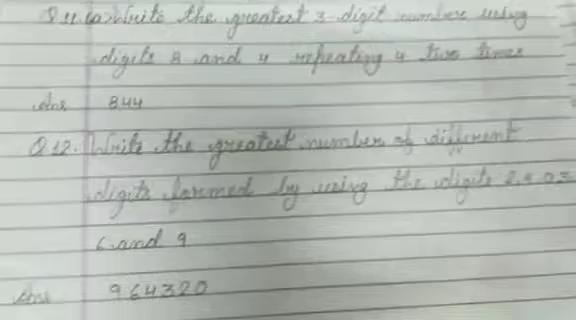 Q.11. (a) Write the greatest 3 digit number using
digits 8 and 4 repeating 4 two times
Ans 844
Q 12. Write the greatest number of different
digits formed by using the digits 2, 4, 0, 3
6 and 9
Ans 964320